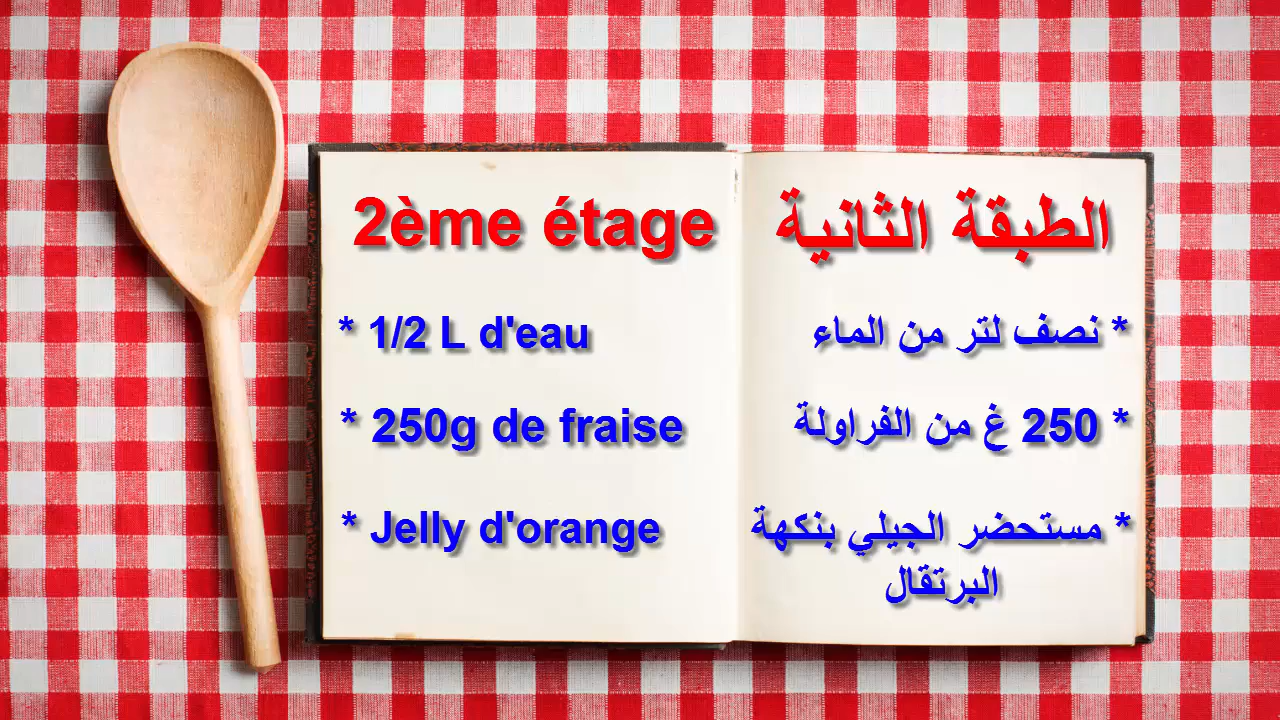 2ème étage
* 1/2 L d'eau
* 250g de fraise
* Jelly d'orange
الطبقة الثانية
* نصف لتر من الماء
* 250 غ من الفراولة
* مستحضر الجيلي بنكهة
البرتقال